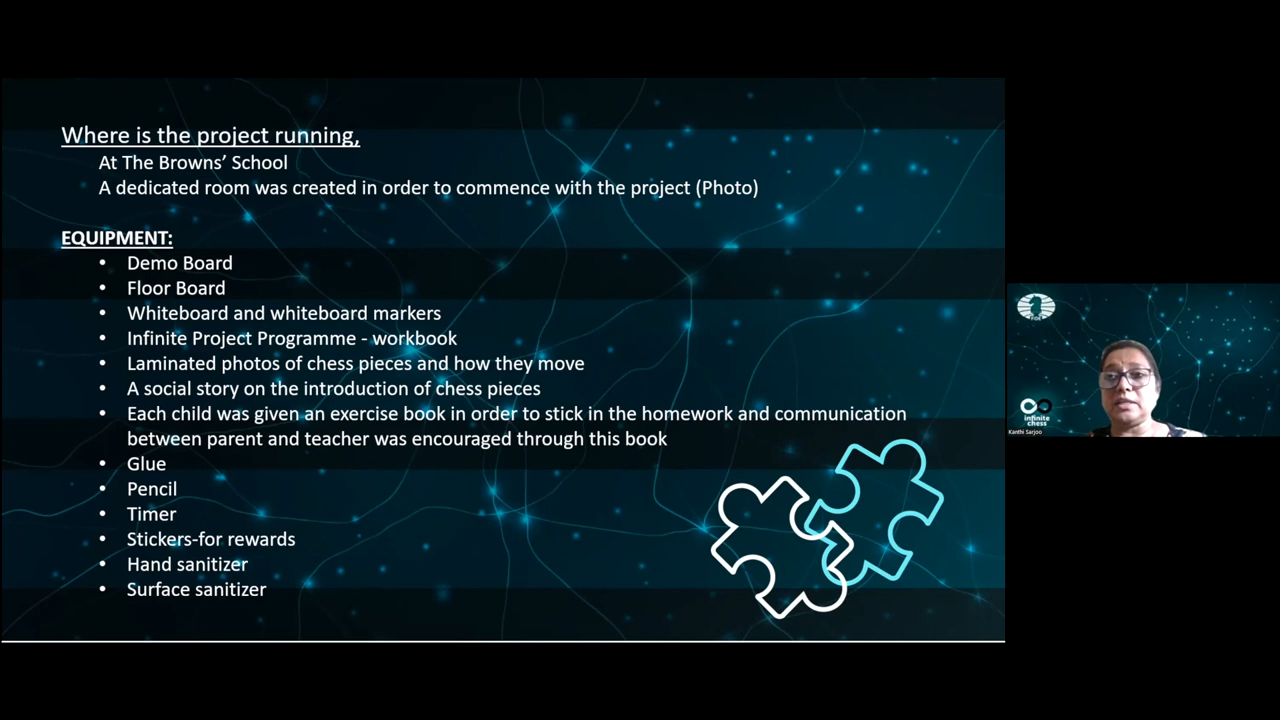 Where is the project running,
At The Browns’ School
A dedicated room was created in order to commence with the project (Photo)
EQUIPMENT:
• Demo Board
• Floor Board
• Whiteboard and whiteboard markers
• Infinite Project Programme - workbook
• Laminated photos of chess pieces and how they move
• A social story on the introduction of chess pieces
• Each child was given an exercise book in order to stick in the homework and communication
between parent and teacher was encouraged through this book
• Glue
• Pencil
• Timer
• Stickers-for rewards
• Hand sanitizer
• Surface sanitizer
FIDE
infinite
chess
Kanthi Sarjoo